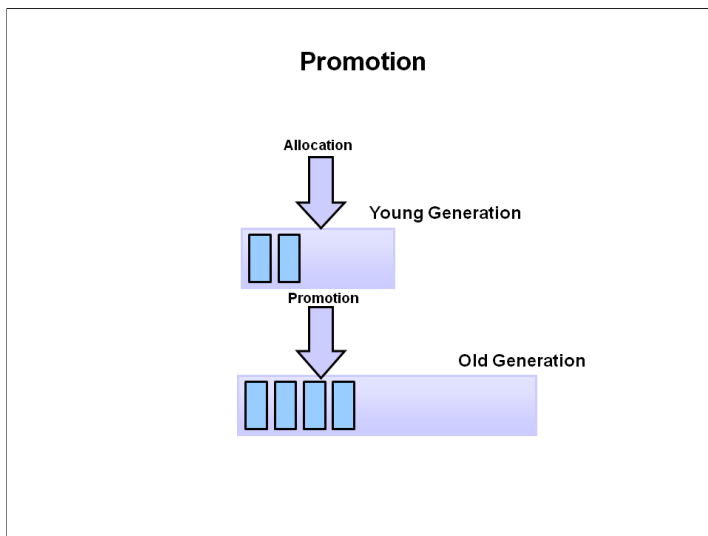 Promotion
Allocation
Young Generation
Promotion
Old Generation